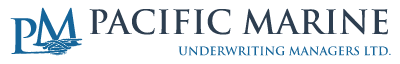 PM PACIFIC MARINE
UNDERWRITING MANAGERS LTD.